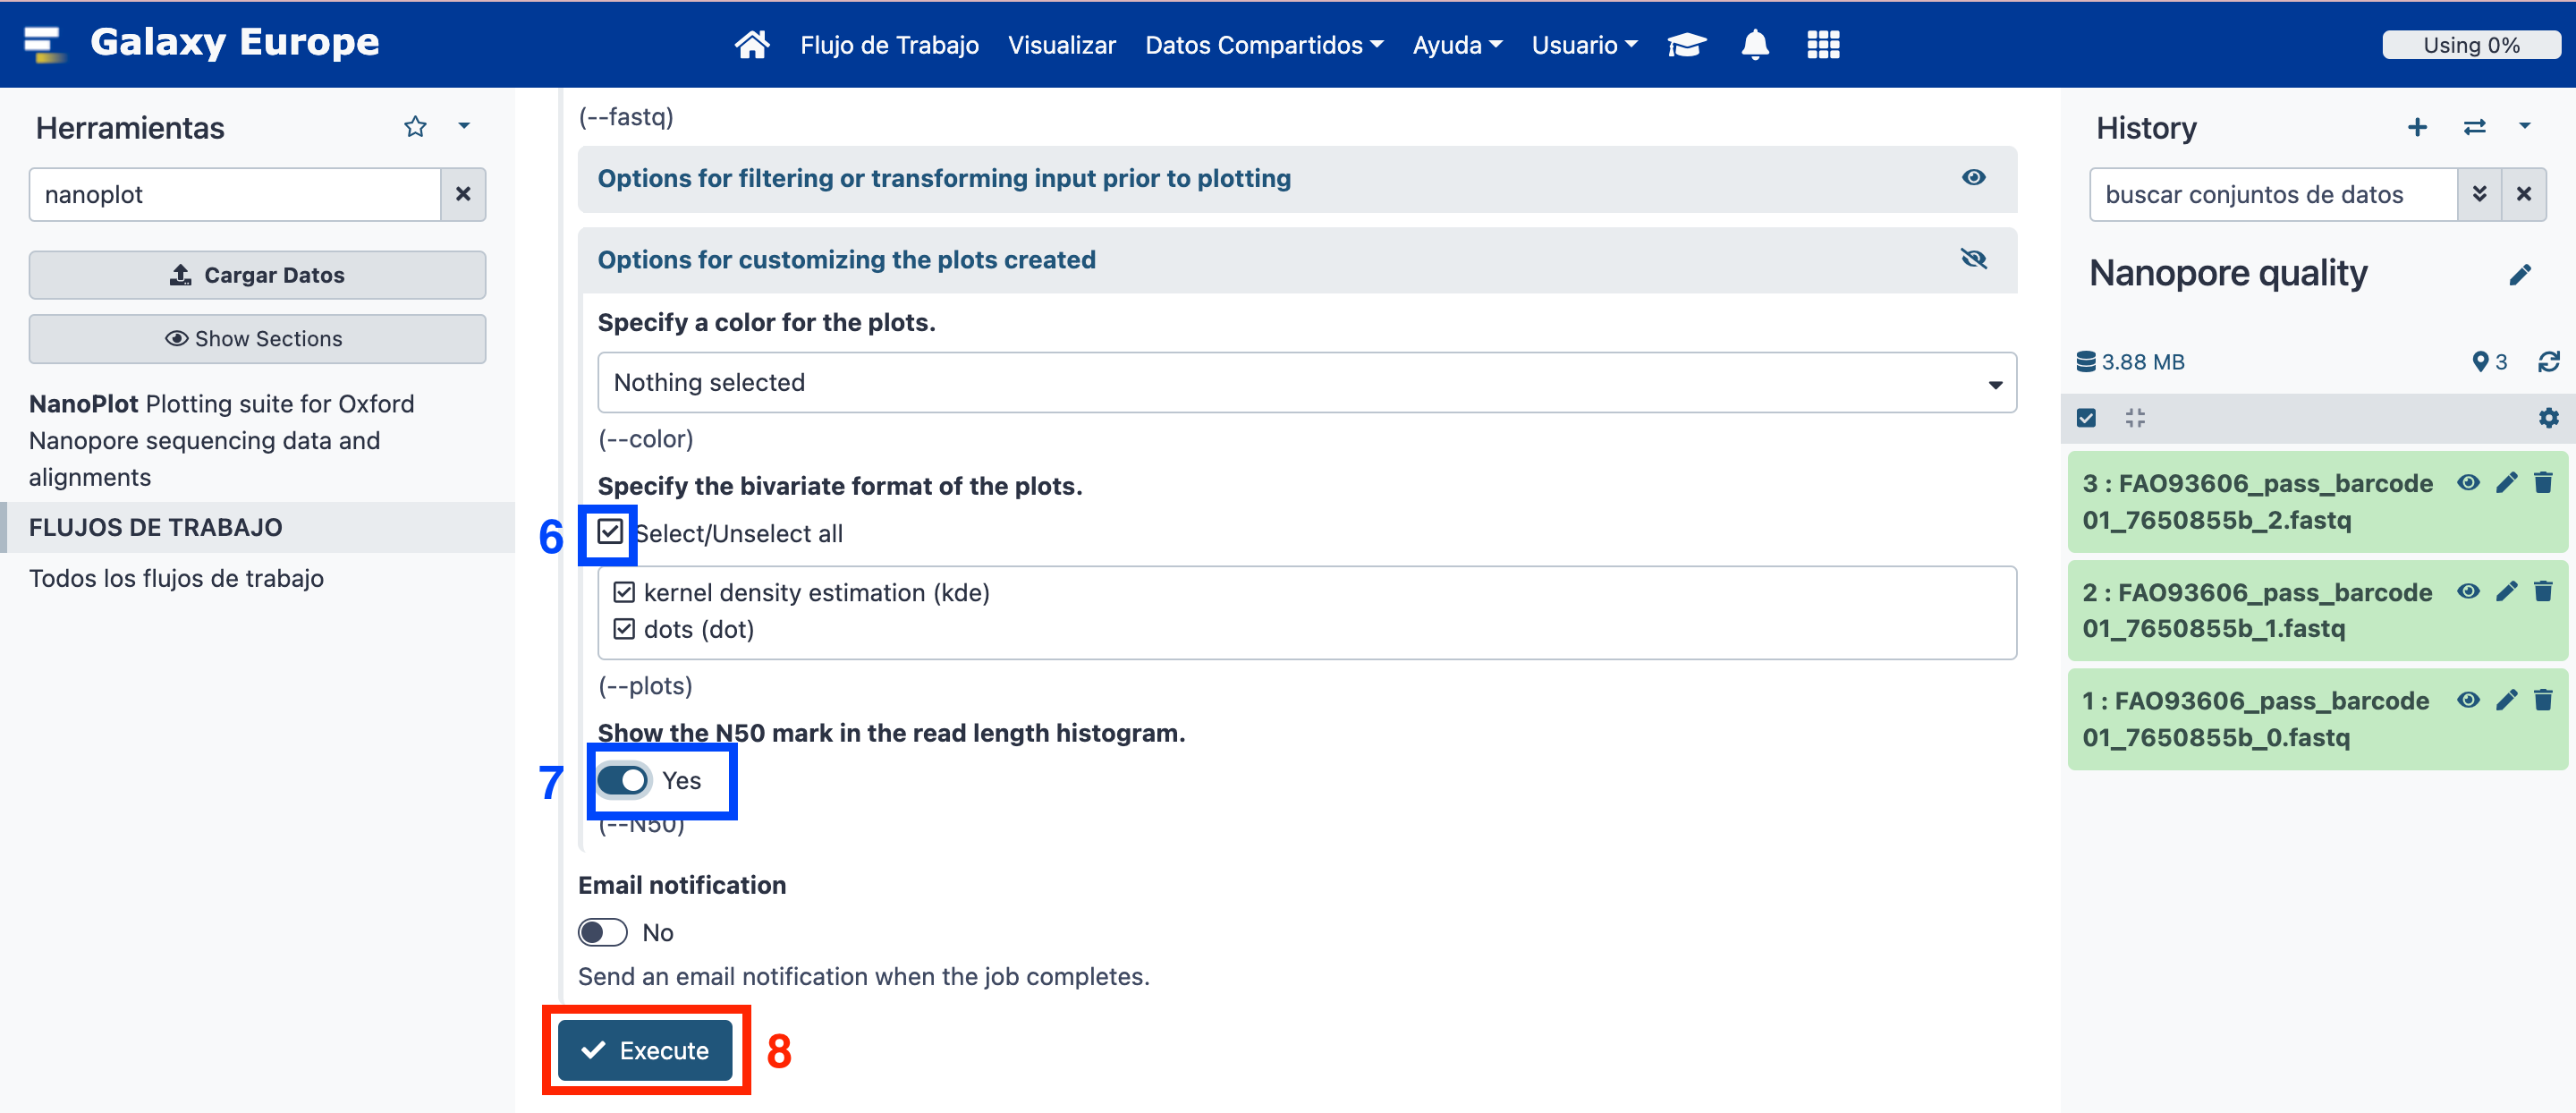 Galaxy Europe
Flujo de Trabajo
Visualizar
Datos Compartidos
Ayuda
Usuario
Using 0%
Herramientas
nanoplot
Cargar Datos
Show Sections
NanoPlot Plotting suite for Oxford
Nanopore sequencing data and
alignments
FLUJOS DE TRABAJO
Todos los flujos de trabajo
(--fastq)
Options for filtering or transforming input prior to plotting
Options for customizing the plots created
Specify a color for the plots.
Nothing selected
(--color)
Specify the bivariate format of the plots.
6
Select/Unselect all
kernel density estimation (kde)
dots (dot)
(--plots)
Show the N50 mark in the read length histogram.
7
Yes
(--N50)
Email notification
No
Send an email notification when the job completes.
Execute
8
History
buscar conjuntos de datos
Nanopore quality
3.88 MB
3
3 : FAO93606_pass_barcode
01_7650855b_2.fastq
2 : FAO93606_pass_barcode
01_7650855b_1.fastq
1 : FAO93606_pass_barcode
01_7650855b_0.fastq